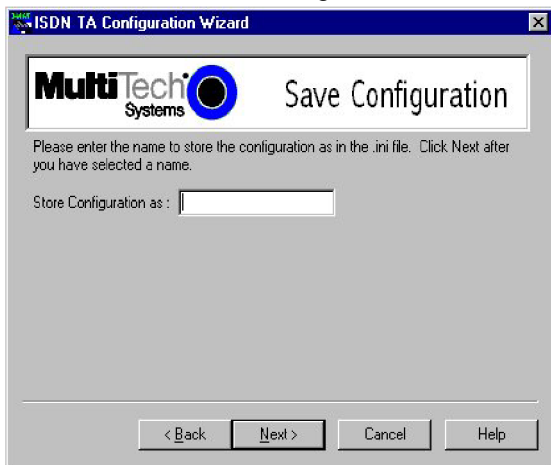 ISDN TA Configuration Wizard
MultiTech
Systems
Save Configuration
Please enter the name to store the configuration as in the .ini file. Click Next after
you have selected a name.
Store Configuration as :
< Back
Next >
Cancel
Help